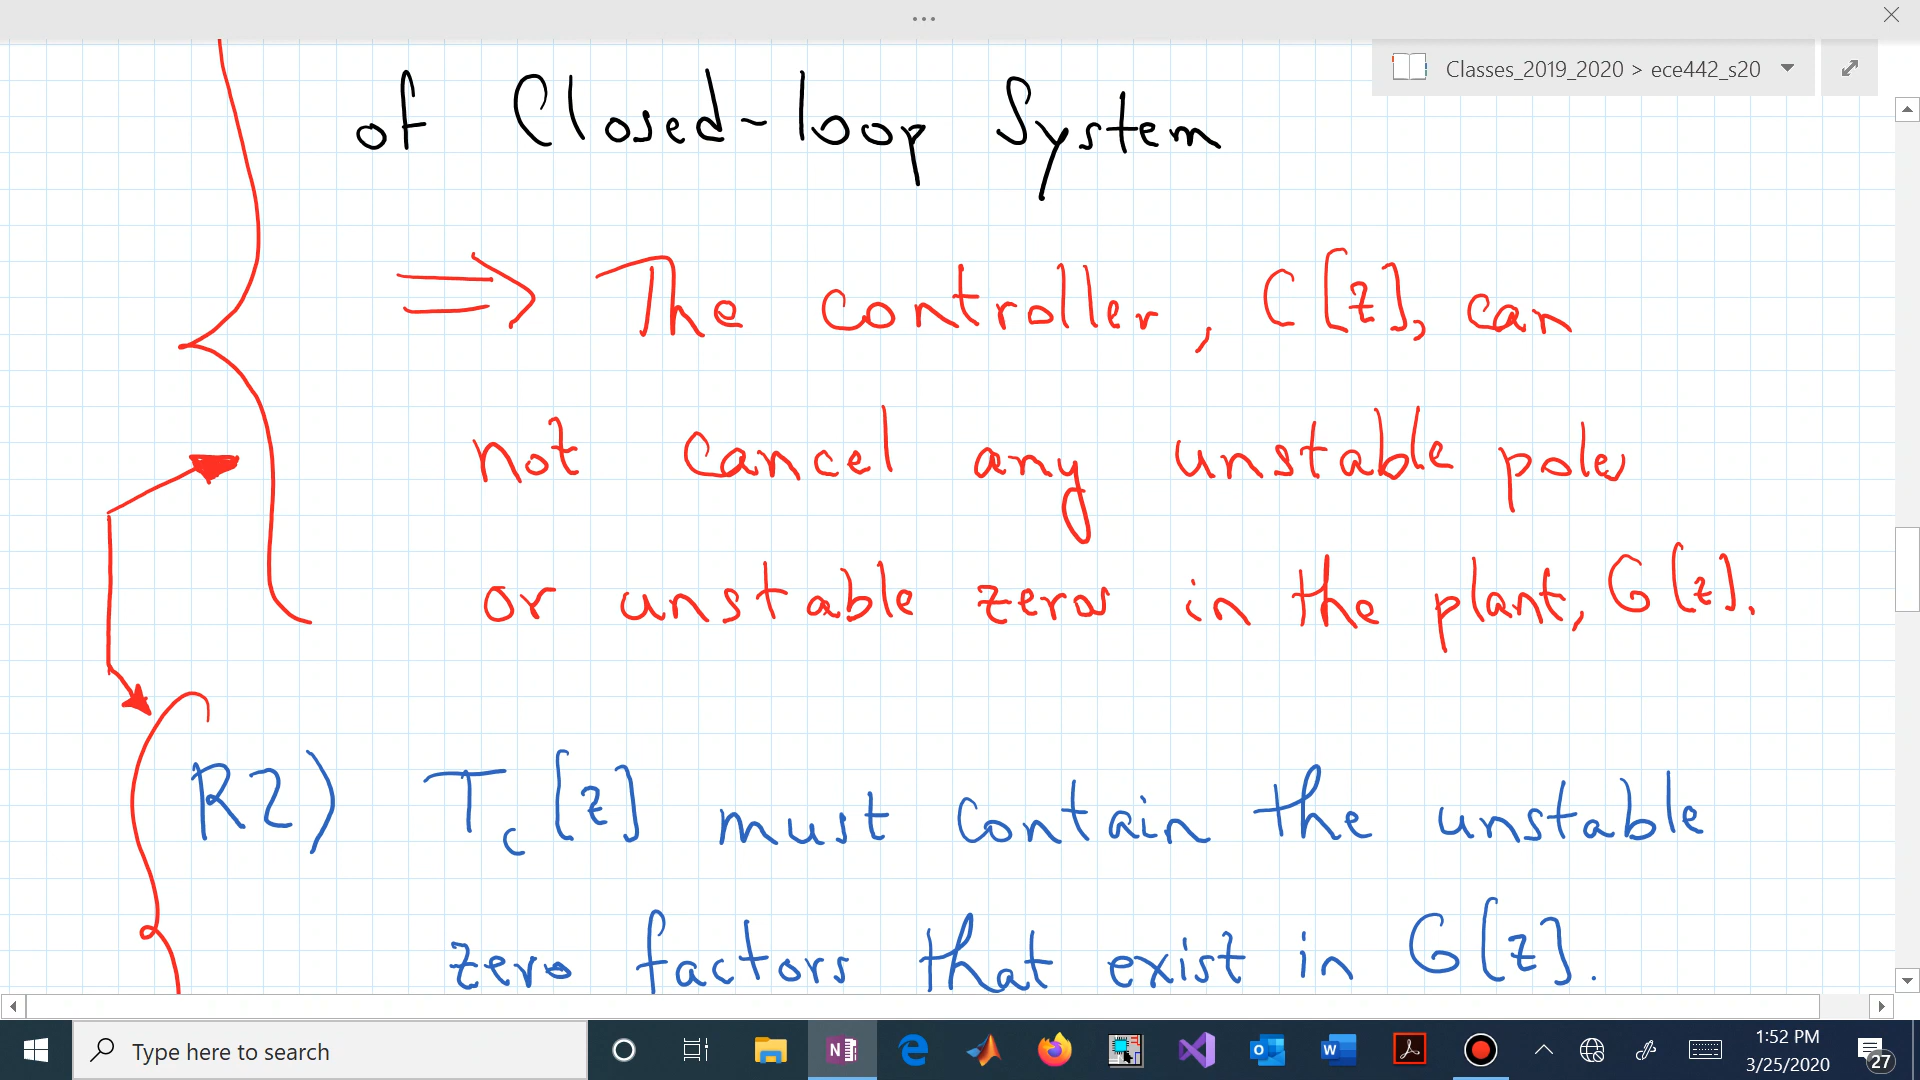 Classes_2019_2020 > ece442_s20
of Closed-loop System
⇒ The controller, C[z], can
not cancel any unstable poles
or unstable zeros in the plant, G[z].
R2) Tc[z] must contain the unstable
zero factors that exist in G[z].
Type here to search
1:52 PM
3/25/2020
27